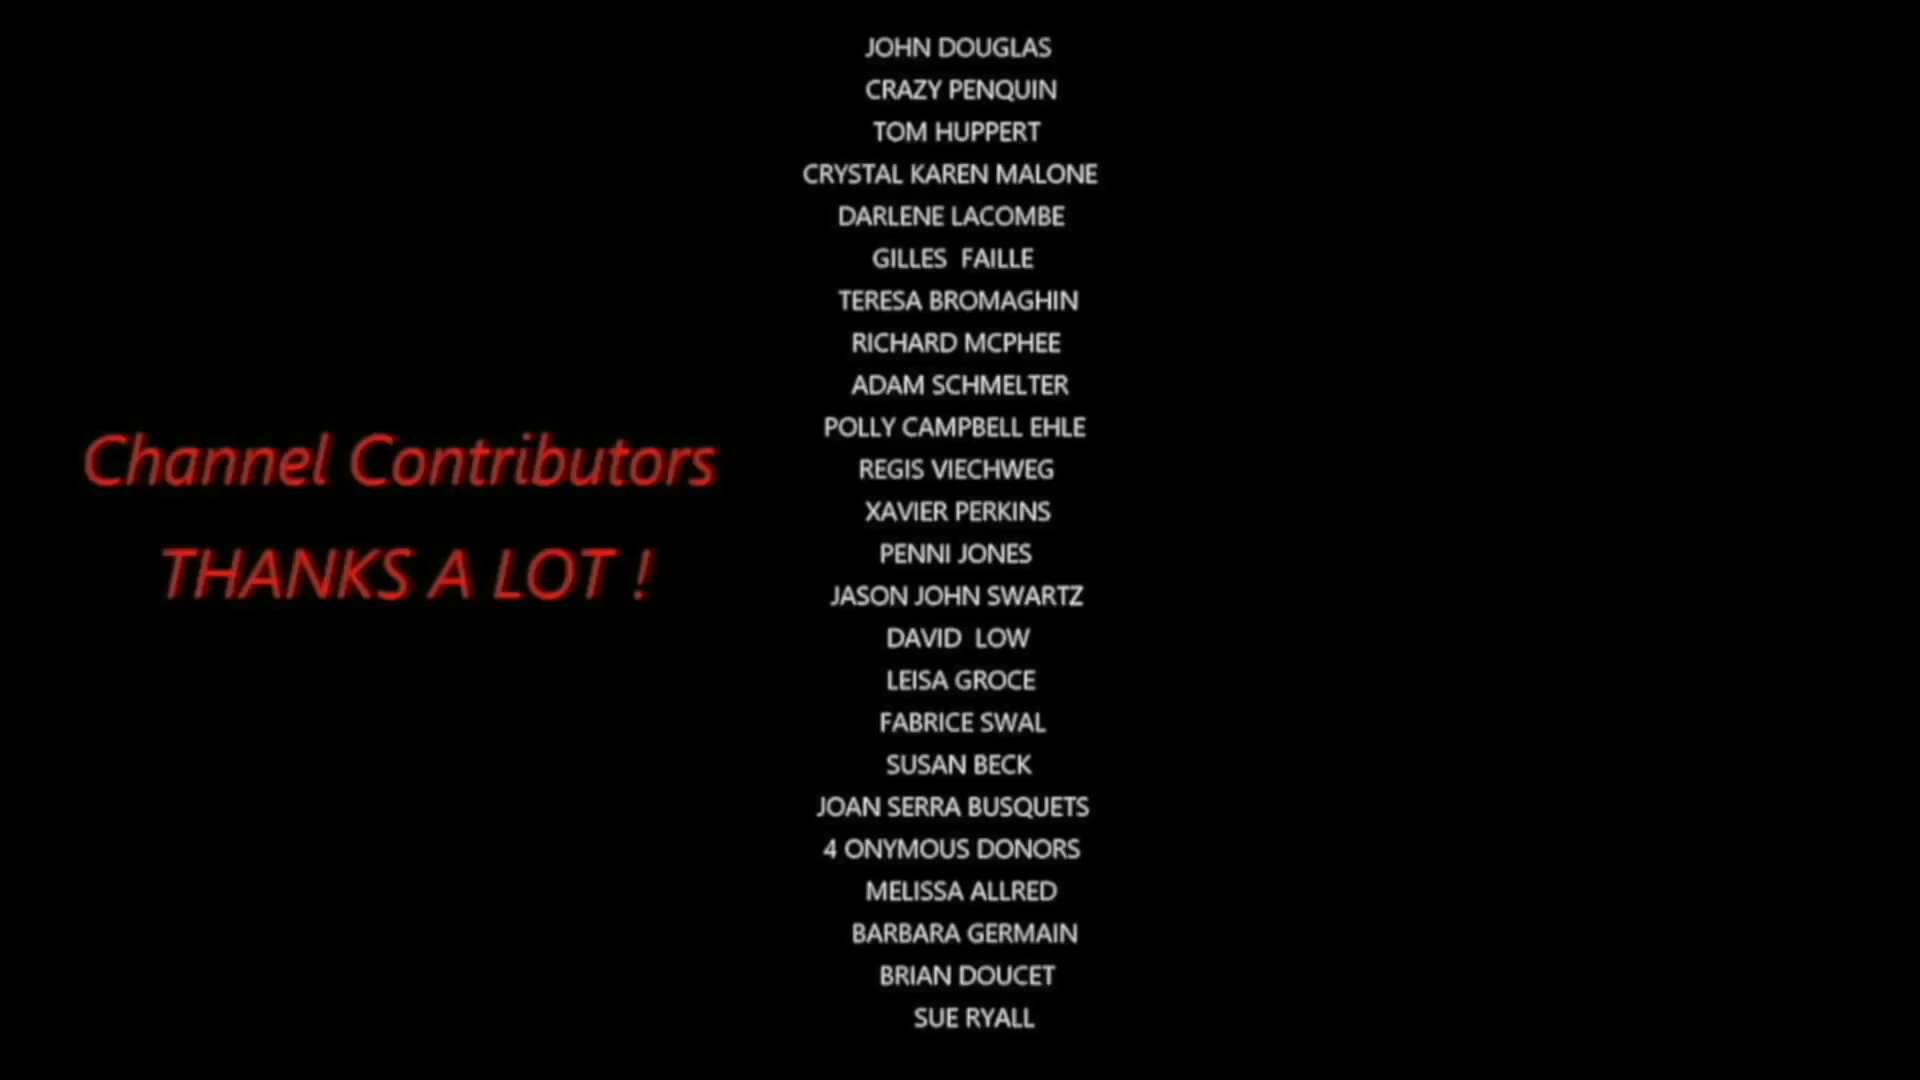 Channel Contributors
THANKS A LOT !
JOHN DOUGLAS
CRAZY PENQUIN
TOM HUPPERT
CRYSTAL KAREN MALONE
DARLENE LACOMBE
GILLES  FAILLE
TERESA BROMAGHIN
RICHARD MCPHEE
ADAM SCHMELTER
POLLY CAMPBELL EHLE
REGIS VIECHWEG
XAVIER PERKINS
PENNI JONES
JASON JOHN SWARTZ
DAVID  LOW
LEISA GROCE
FABRICE SWAL
SUSAN BECK
JOAN SERRA BUSQUETS
4 ONYMOUS DONORS
MELISSA ALLRED
BARBARA GERMAIN
BRIAN DOUCET
SUE RYALL